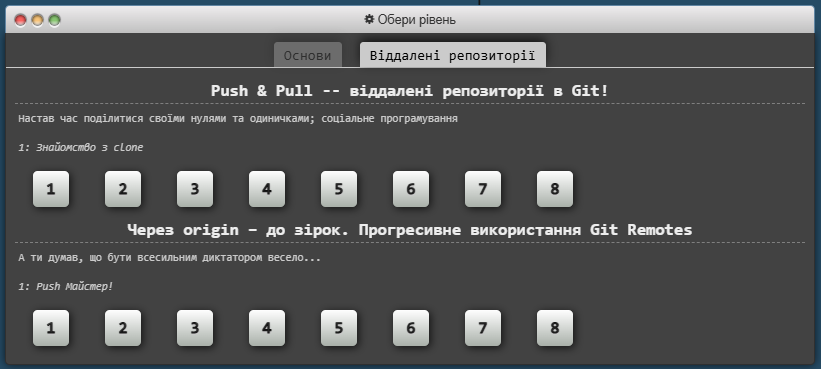 Обери рівень
Основи Віддалені репозиторії
Push & Pull -- віддалені репозиторії в Git!
Настав час поділитися своїми нулями та одиничками; соціальне програмування
1: Знайомство з clone
1 2 3 4 5 6 7 8
Через origin – до зірок. Прогресивне використання Git Remotes
А ти думав, що бути всесильним диктатором весело...
1: Push Майстер!
1 2 3 4 5 6 7 8